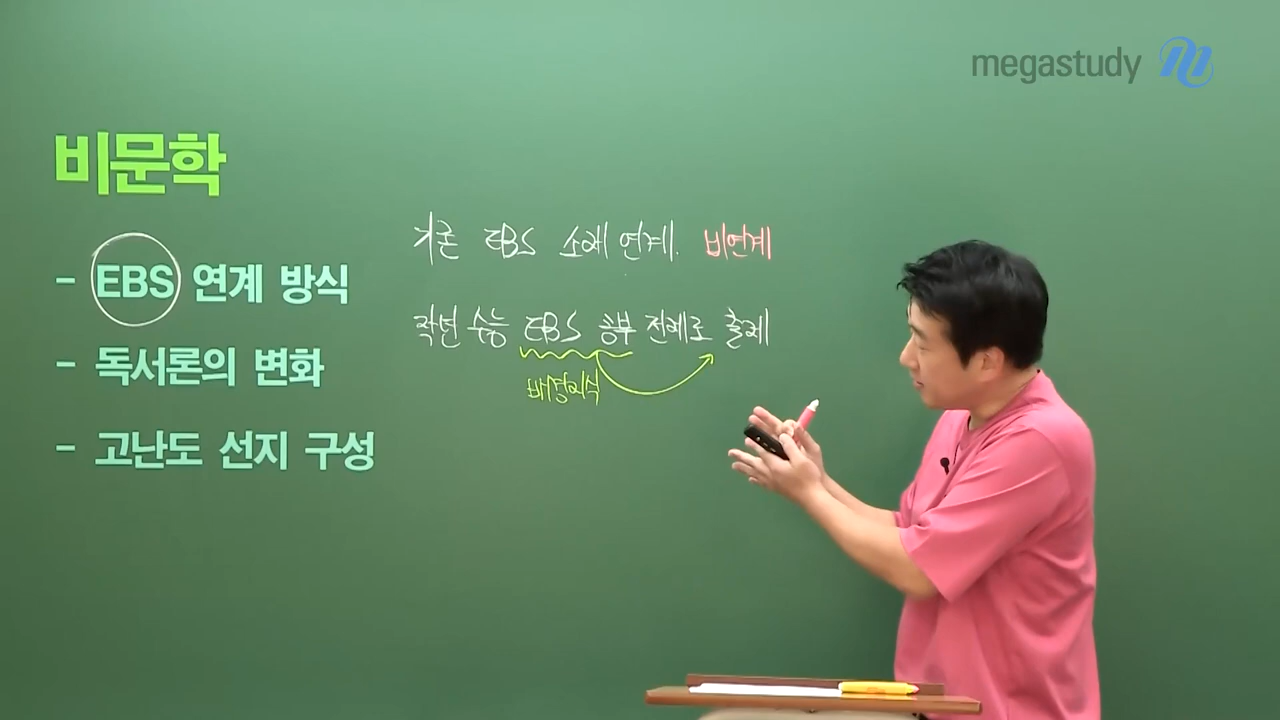 megastudy
비문학
- EBS 연계 방식
- 독서론의 변화
- 고난도 선지 구성
기존 EBS 소재 연계. 비연계
작년 수능 EBS 공부 전제로 출제
배경지식